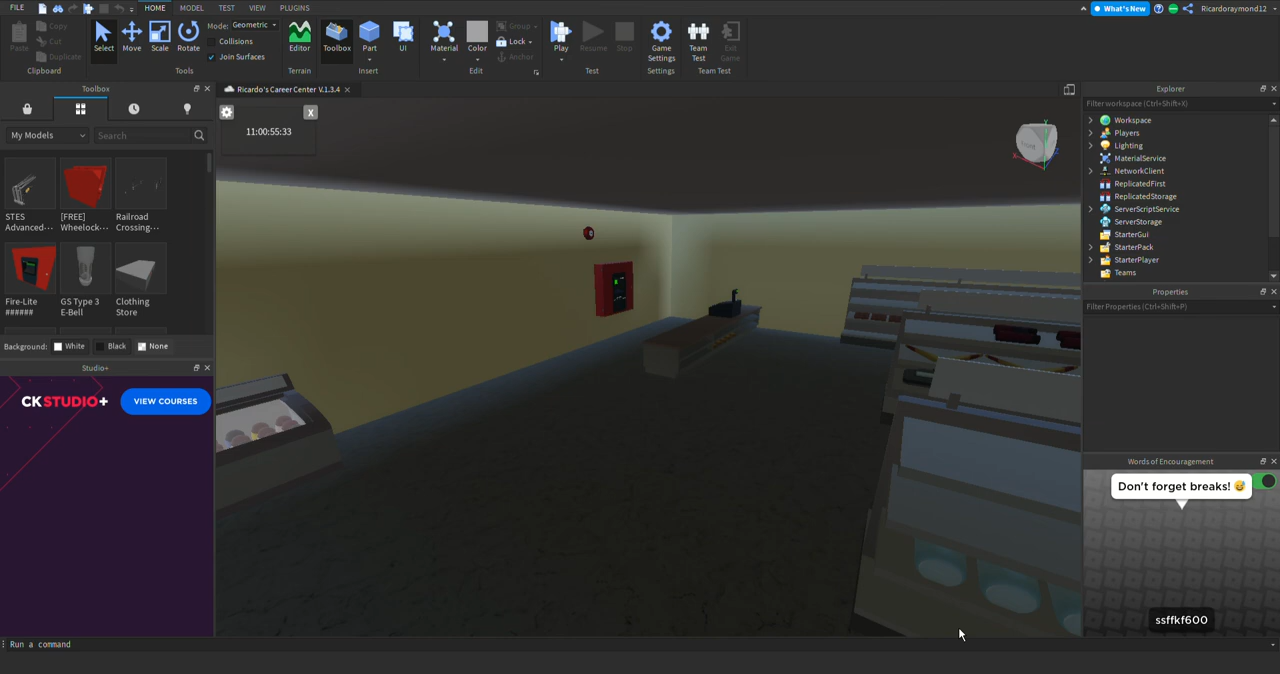 FILE HOME MODEL TEST VIEW PLUGINS What's New Ricardoraymond12
Paste Copy Cut Duplicate Clipboard
Select Move Scale Rotate Mode: Geometric Collisions Join Surfaces Tools
Editor Terrain
Toolbox Part UI Insert
Material Color Group Lock Anchor Edit
Play Resume Stop Test
Game Settings Settings
Team Test Exit Game Team Test
Toolbox
My Models Search
STES Advanced··· [FREE] Wheelock··· Railroad Crossing···
Fire-Lite ###### GS Type 3 E-Bell Clothing Store
Background: White Black None
Studio+
CKSTUDIO+ VIEW COURSES
Ricardo's Career Center V.1.3.4
X
11:00:55:33
Explorer
Filter workspace (Ctrl+Shift+X)
Workspace
Players
Lighting
MaterialService
NetworkClient
ReplicatedFirst
ReplicatedStorage
ServerScriptService
ServerStorage
StarterGui
StarterPack
StarterPlayer
Teams
Properties
Filter Properties (Ctrl+Shift+P)
Words of Encouragement
Don't forget breaks! 😅
ssffkf600
Run a command